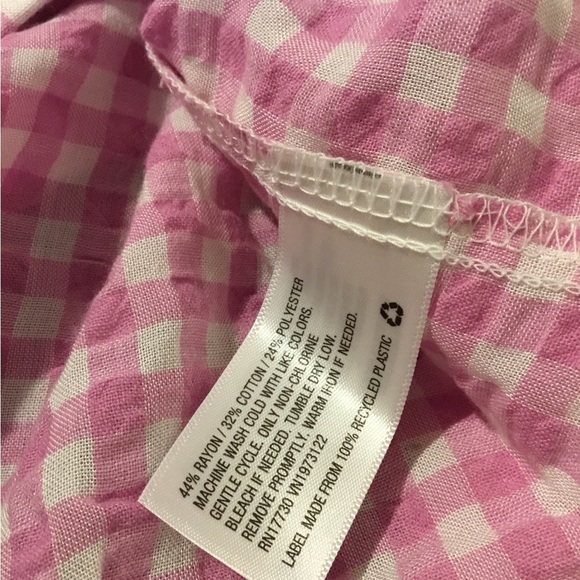 44% RAYON / 32% COTTON / 24% POLYESTER
MACHINE WASH COLD WITH LIKE COLORS.
GENTLE CYCLE. ONLY NON-CHLORINE
BLEACH IF NEEDED. TUMBLE DRY LOW.
REMOVE PROMPTLY. WARM IRON IF NEEDED.
RN17730 VN1973122
LABEL MADE FROM 100% RECYCLED PLASTIC